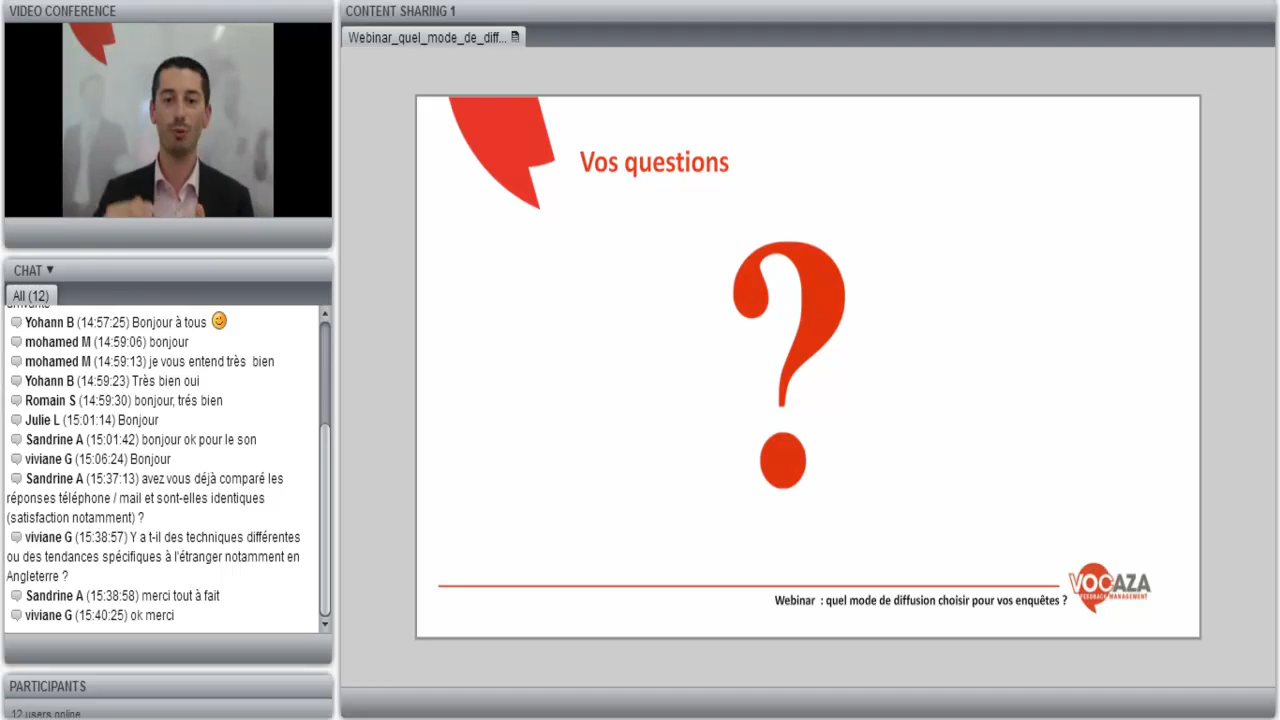 VIDEO CONFERENCE
CHAT ▼
All (12)
Yohann B (14:57:25) Bonjour à tous
mohamed M (14:59:06) bonjour
mohamed M (14:59:13) je vous entend très bien
Yohann B (14:59:23) Très bien oui
Romain S (14:59:30) bonjour, trés bien
Julie L (15:01:14) Bonjour
Sandrine A (15:01:42) bonjour ok pour le son
viviane G (15:06:24) Bonjour
Sandrine A (15:37:13) avez vous déjà comparé les
réponses téléphone / mail et sont-elles identiques
(satisfaction notamment) ?
viviane G (15:38:57) Y a t-il des techniques différentes
ou des tendances spécifiques à l'étranger notamment en
Angleterre ?
Sandrine A (15:38:58) merci tout à fait
viviane G (15:40:25) ok merci
PARTICIPANTS
12 users online
CONTENT SHARING 1
Webinar_quel_mode_de_diff...
Vos questions
?
VOCAZA
FEEDBACK MANAGEMENT
Webinar : quel mode de diffusion choisir pour vos enquêtes ?